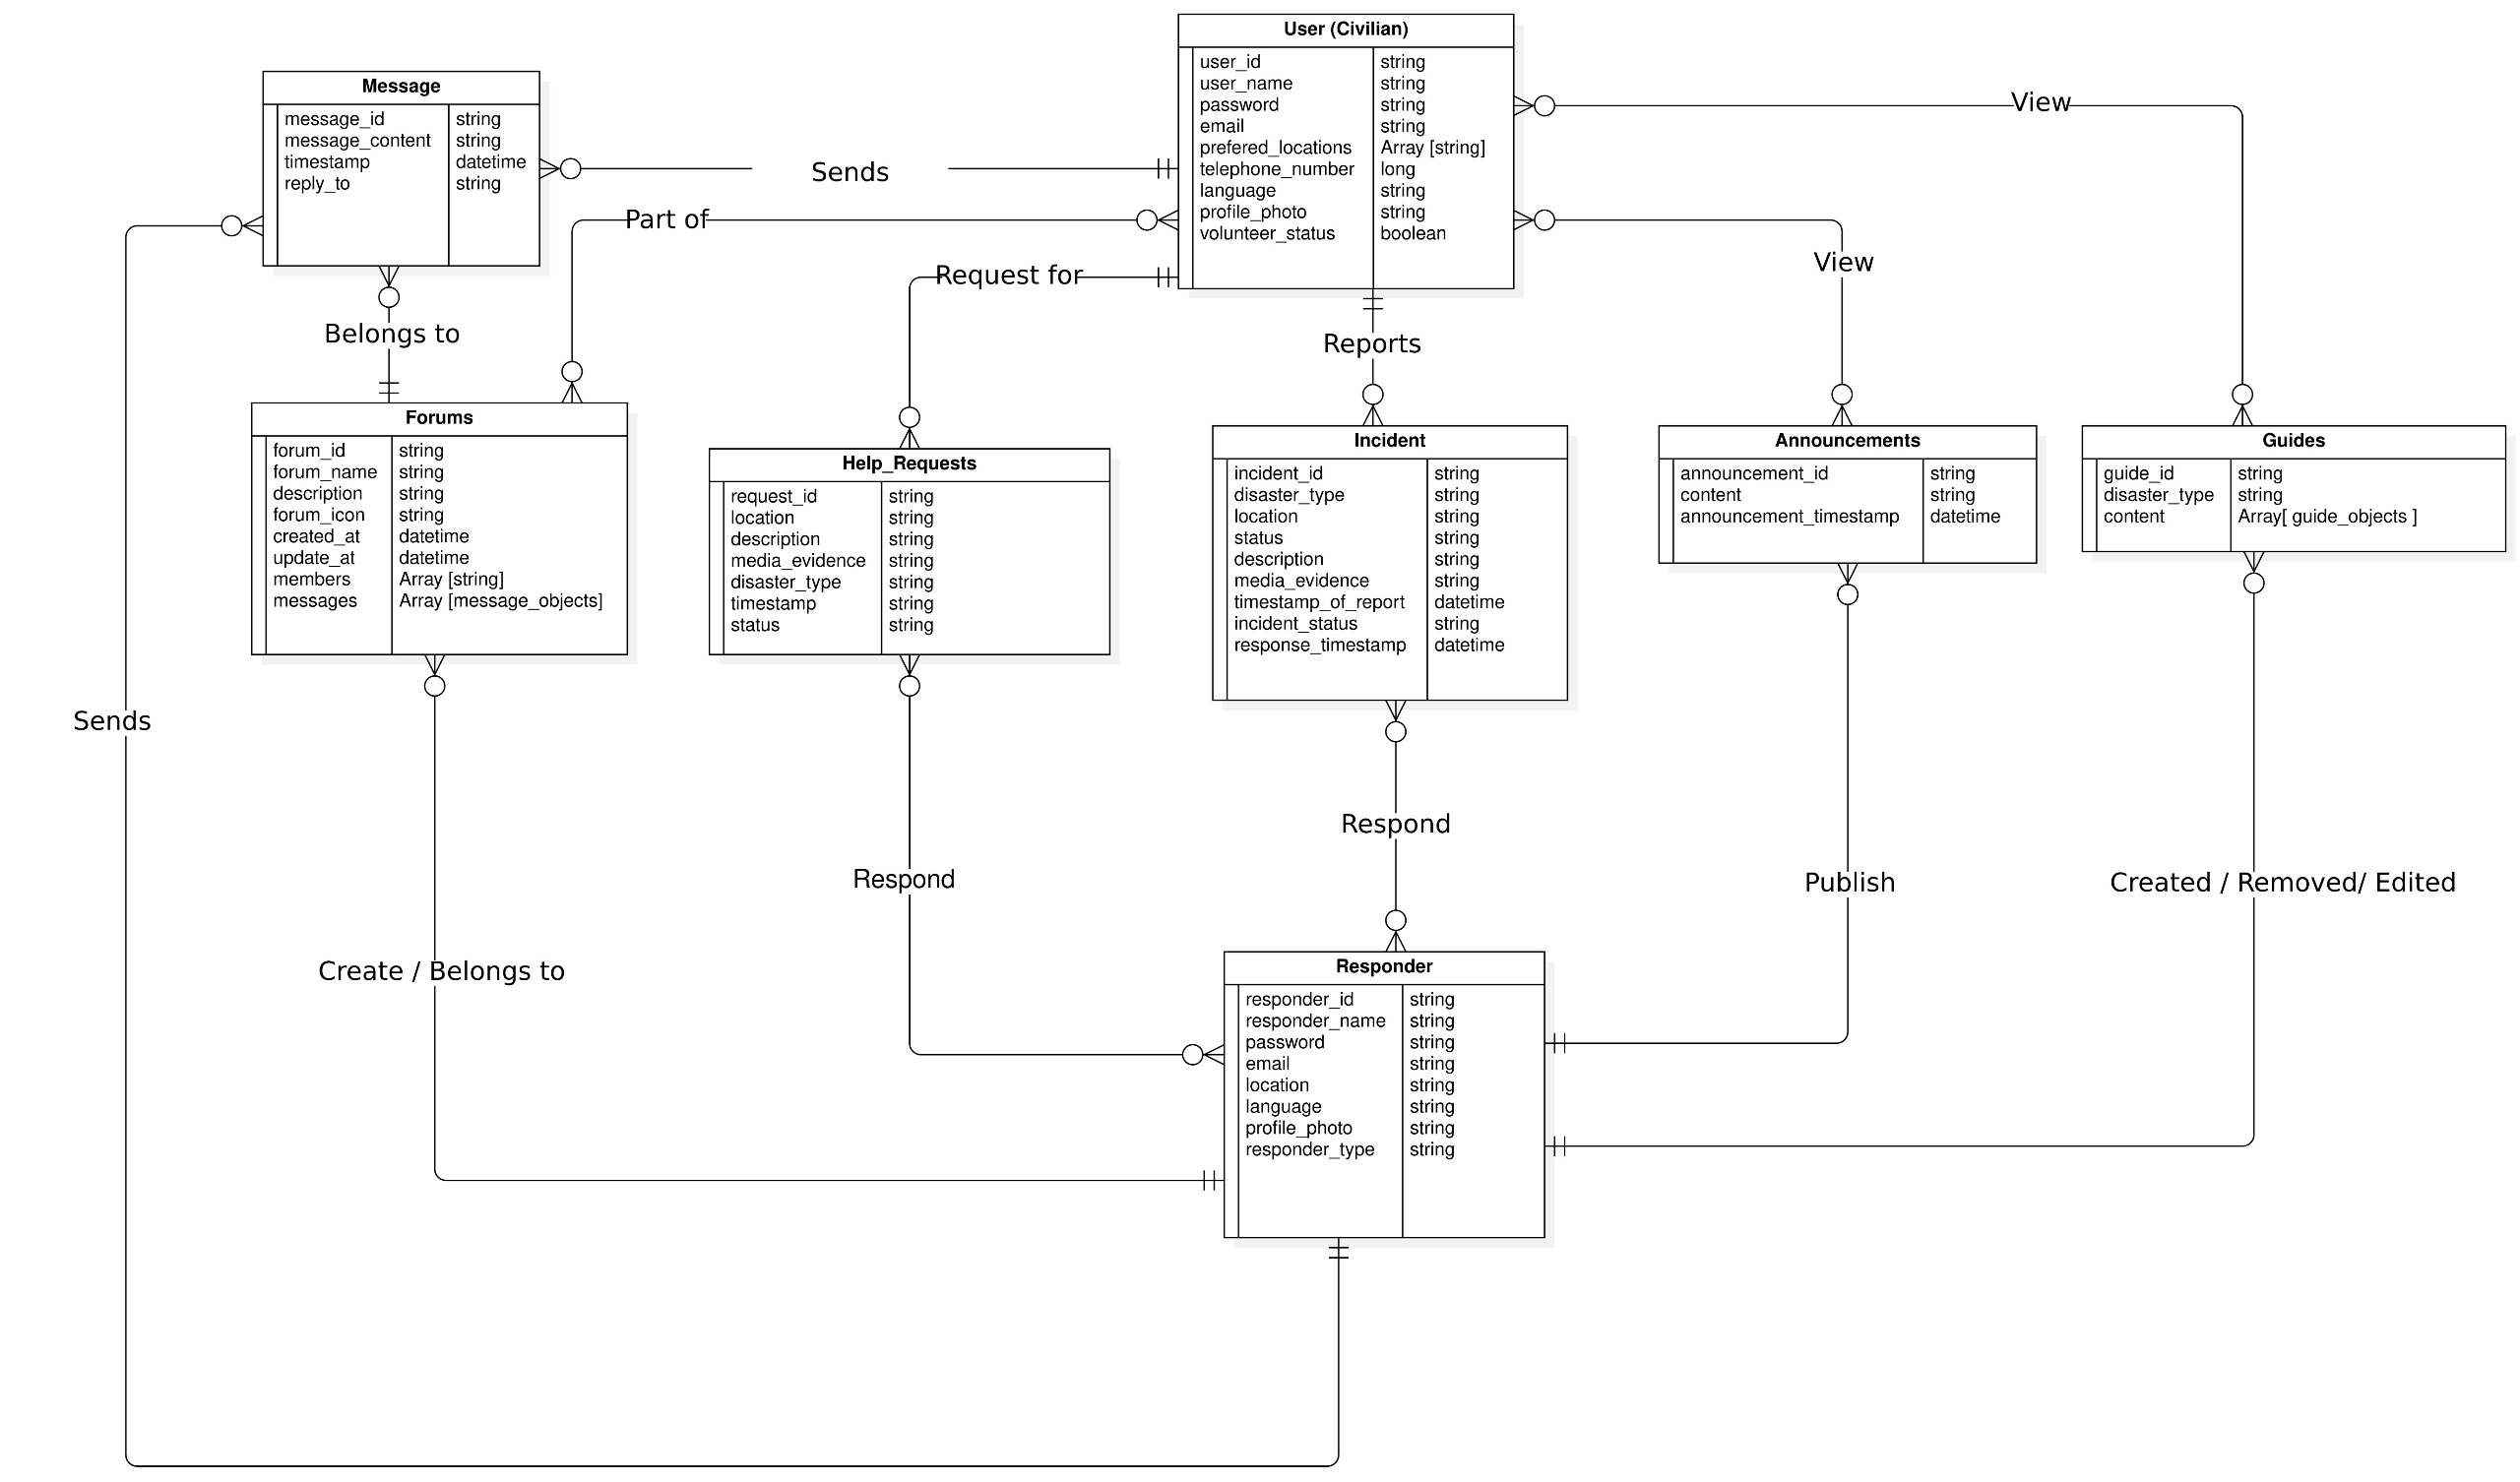 User (Civilian)
user_id string
user_name string
password string
email string
prefered_locations Array [string]
telephone_number long
language string
profile_photo string
volunteer_status boolean
Message
message_id string
message_content string
timestamp datetime
reply_to string
View
Sends
Part of
Request for
View
Belongs to
Reports
Forums
forum_id string
forum_name string
description string
forum_icon string
created_at datetime
update_at datetime
members Array [string]
messages Array [message_objects]
Help_Requests
request_id string
location string
description string
media_evidence string
disaster_type string
timestamp string
status string
Incident
incident_id string
disaster_type string
location string
status string
description string
media_evidence string
timestamp_of_report datetime
incident_status string
response_timestamp datetime
Announcements
announcement_id string
content string
announcement_timestamp datetime
Guides
guide_id string
disaster_type string
content Array[ guide_objects ]
Sends
Respond
Respond
Publish
Created / Removed/ Edited
Create / Belongs to
Responder
responder_id string
responder_name string
password string
email string
location string
language string
profile_photo string
responder_type string